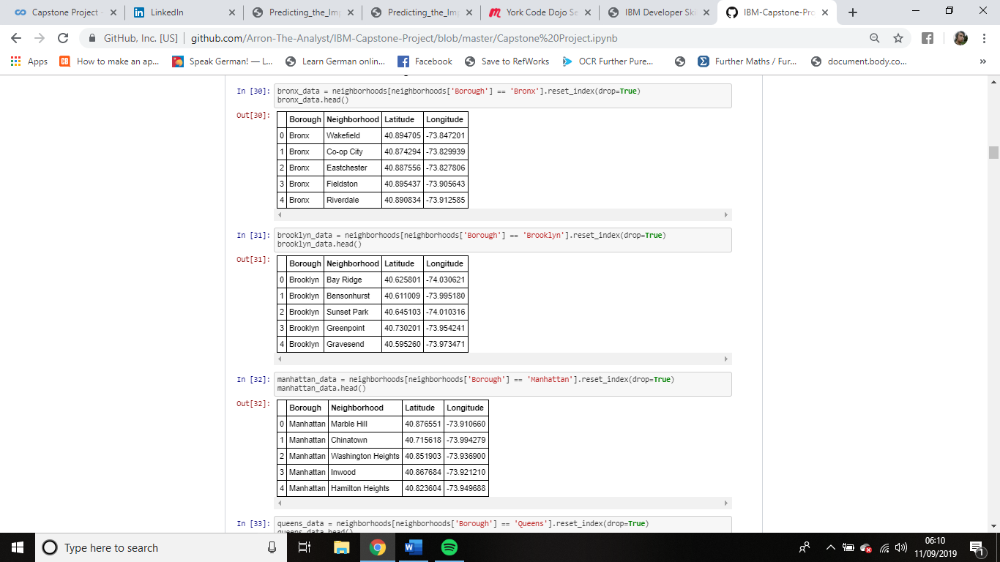 Capstone Project -
LinkedIn
Predicting_the_Imp
Predicting_the_Imp
York Code Dojo Se
IBM Developer Skil
IBM-Capstone-Pro
GitHub, Inc. [US] | github.com/Arron-The-Analyst/IBM-Capstone-Project/blob/master/Capstone%20Project.ipynb
Apps
How to make an ap...
Speak German! — L...
Learn German onlin...
Facebook
Save to RefWorks
OCR Further Pure...
Further Maths / Fur...
document.body.co...
»
In [30]: bronx_data = neighborhoods[neighborhoods['Borough'] == 'Bronx'].reset_index(drop=True)
bronx_data.head()
Out[30]:
Borough Neighborhood Latitude Longitude
0 Bronx Wakefield 40.894705 -73.847201
1 Bronx Co-op City 40.874294 -73.829939
2 Bronx Eastchester 40.887556 -73.827806
3 Bronx Fieldston 40.895437 -73.905643
4 Bronx Riverdale 40.890834 -73.912585
In [31]: brooklyn_data = neighborhoods[neighborhoods['Borough'] == 'Brooklyn'].reset_index(drop=True)
brooklyn_data.head()
Out[31]:
Borough Neighborhood Latitude Longitude
0 Brooklyn Bay Ridge 40.625801 -74.030621
1 Brooklyn Bensonhurst 40.611009 -73.995180
2 Brooklyn Sunset Park 40.645103 -74.010316
3 Brooklyn Greenpoint 40.730201 -73.954241
4 Brooklyn Gravesend 40.595260 -73.973471
In [32]: manhattan_data = neighborhoods[neighborhoods['Borough'] == 'Manhattan'].reset_index(drop=True)
manhattan_data.head()
Out[32]:
Borough Neighborhood Latitude Longitude
0 Manhattan Marble Hill 40.876551 -73.910660
1 Manhattan Chinatown 40.715618 -73.994279
2 Manhattan Washington Heights 40.851903 -73.936900
3 Manhattan Inwood 40.867684 -73.921210
4 Manhattan Hamilton Heights 40.823604 -73.949688
In [33]: queens_data = neighborhoods[neighborhoods['Borough'] == 'Queens'].reset_index(drop=True)
queens_data.head()
Type here to search
06:10
11/09/2019
1